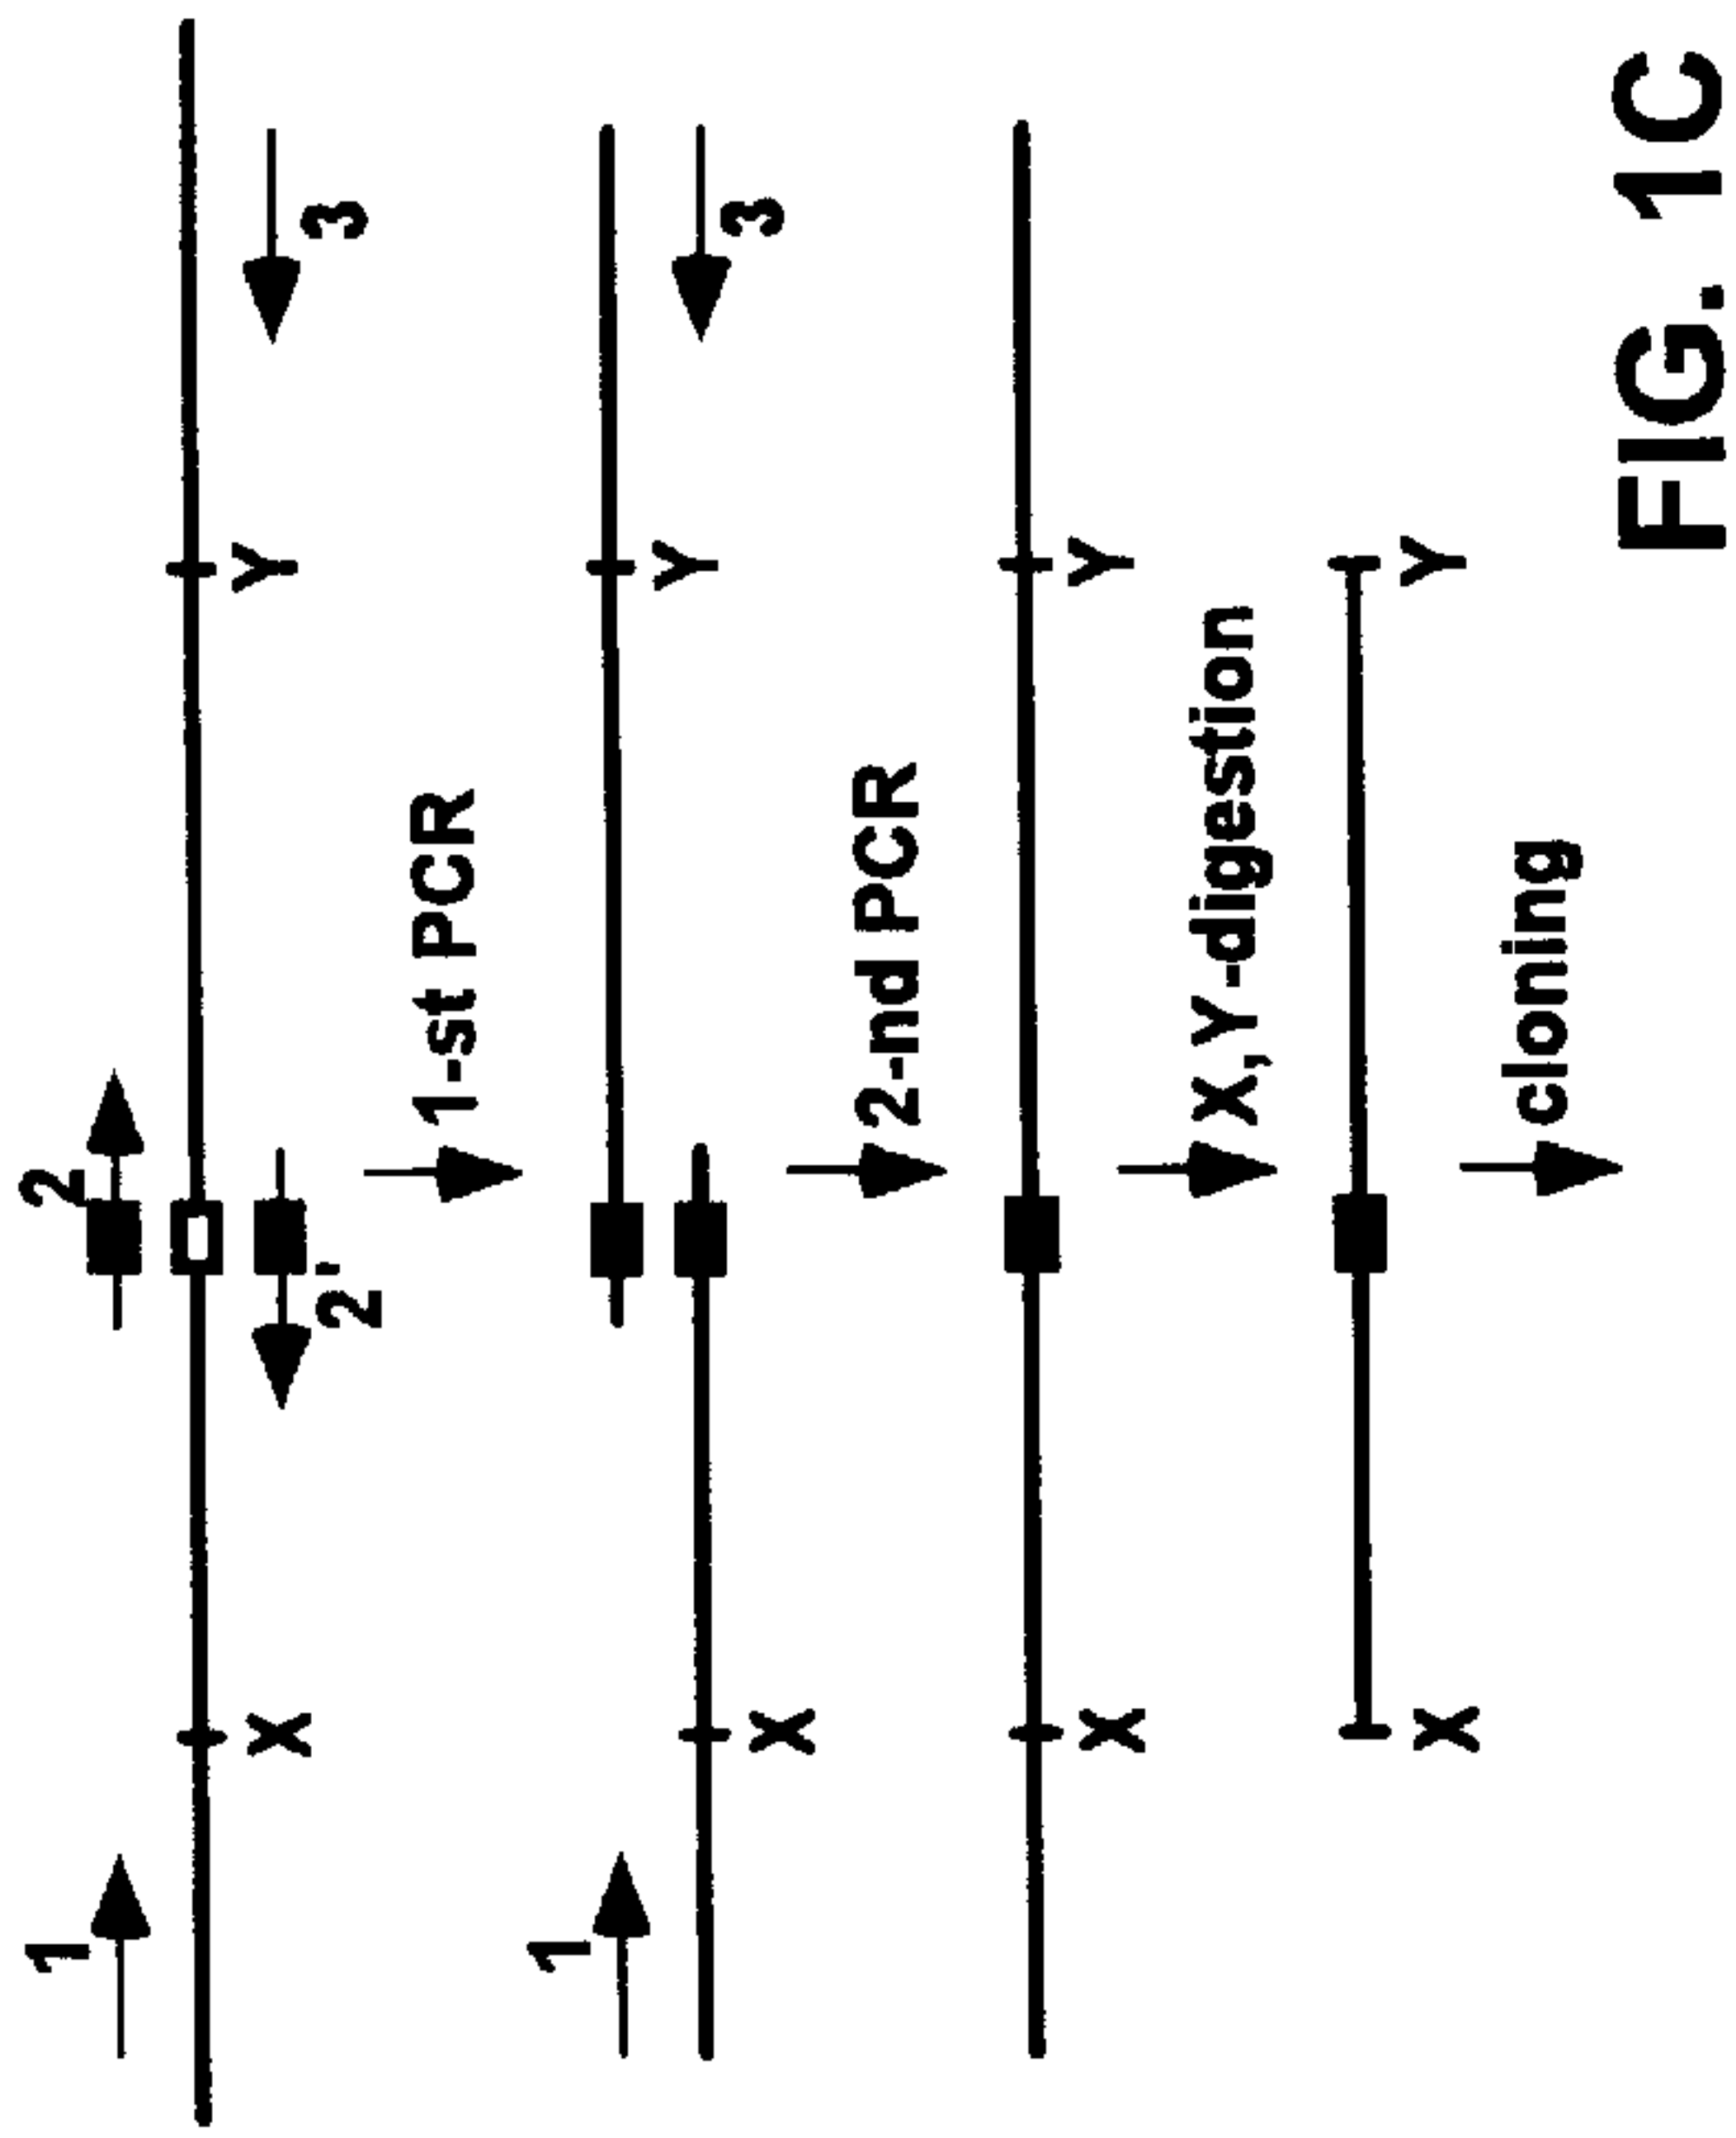 1
2
X
2'
Y
3
1-st PCR
1
X
Y
3
2-nd PCR
X
Y
X,Y-digestion
X
Y
cloning
FIG. 1C